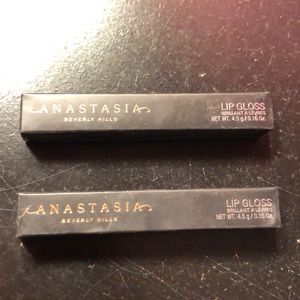 ANASTASIA
BEVERLY HILLS
LIP GLOSS
BRILLANT À LÈVRES
NET WT. 4.5 g / 0.16 Oz.
ANASTASIA
BEVERLY HILLS
LIP GLOSS
BRILLANT À LÈVRES
NET WT. 4.5 g / 0.16 Oz.